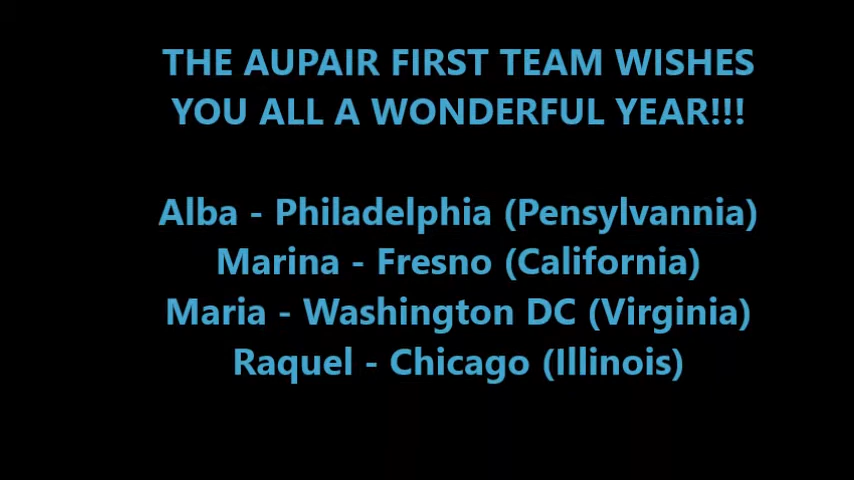 THE AUPAIR FIRST TEAM WISHES
YOU ALL A WONDERFUL YEAR!!!
Alba - Philadelphia (Pensylvannia)
Marina - Fresno (California)
Maria - Washington DC (Virginia)
Raquel - Chicago (Illinois)